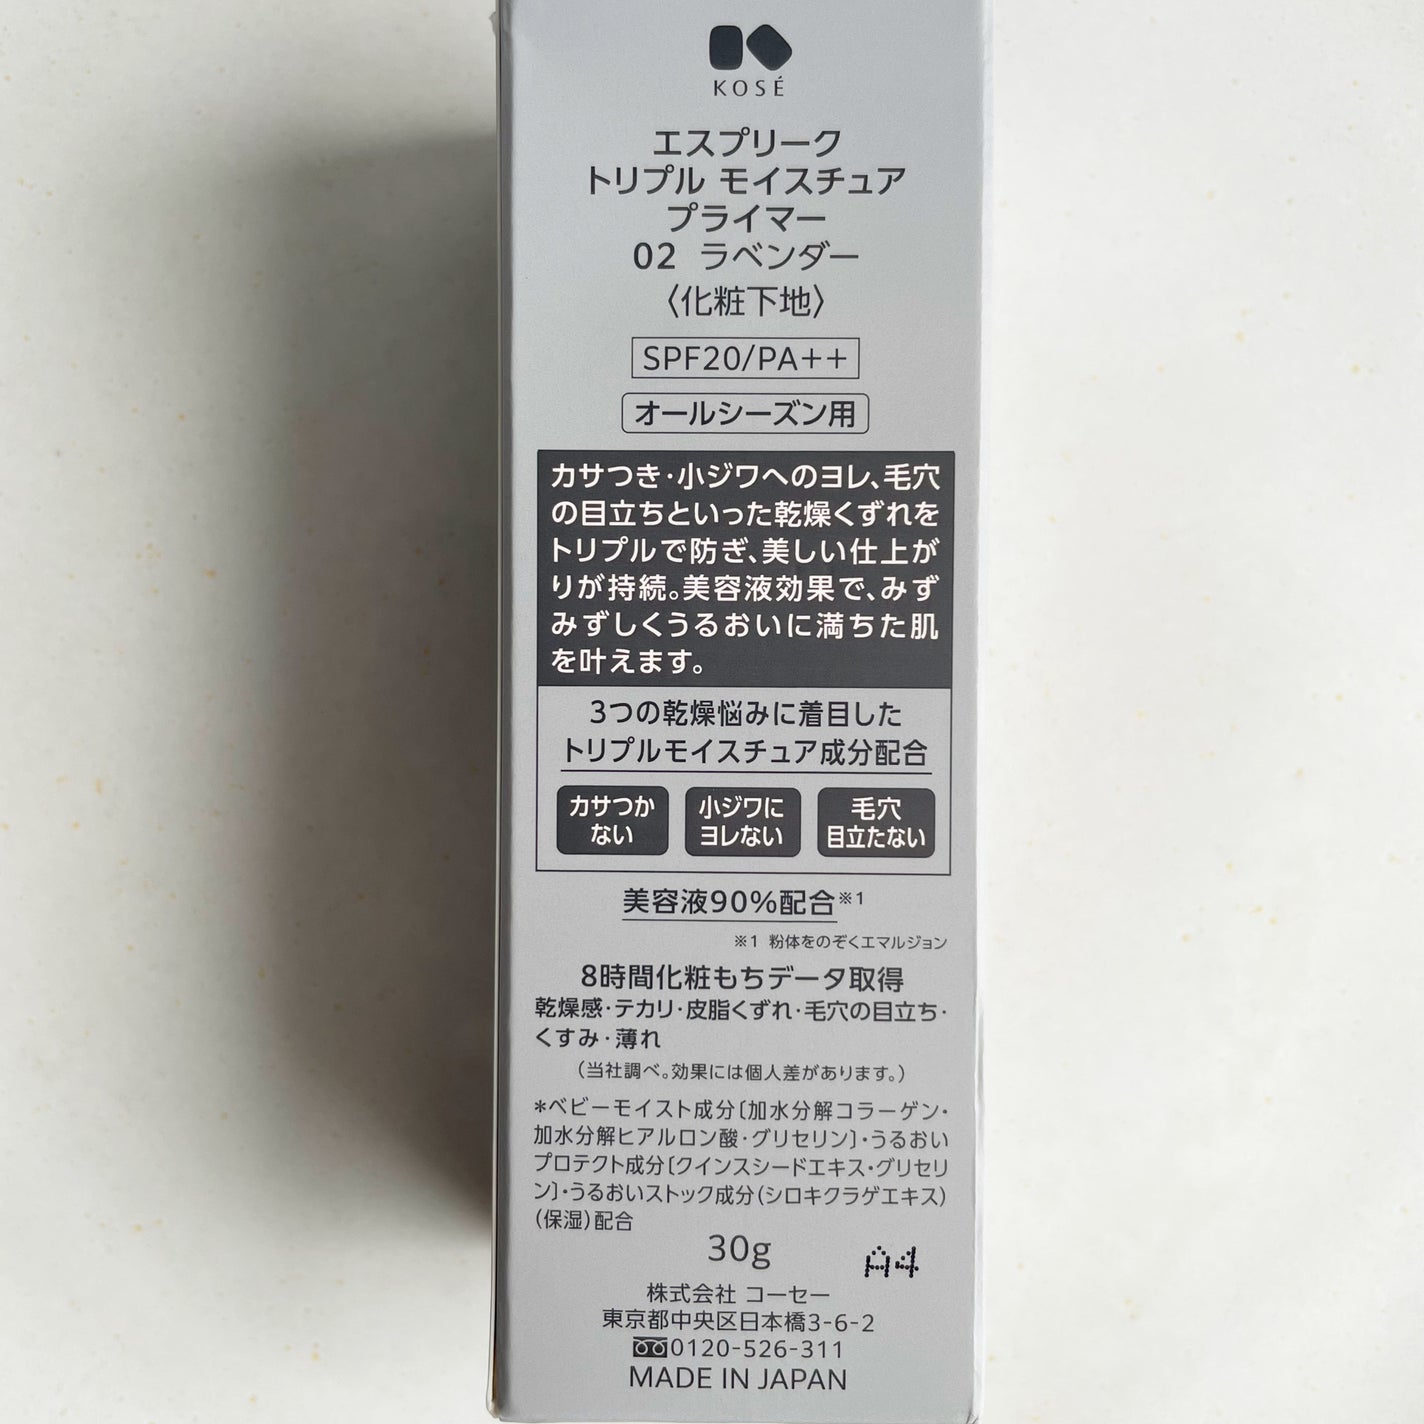 KOSÉ
エスプリーク
トリプル モイスチュア
プライマー
02 ラベンダー
〈化粧下地〉
SPF20/PA++
オールシーズン用
カサつき・小ジワへのヨレ、毛穴
の目立ちといった乾燥くずれを
トリプルで防ぎ、美しい仕上が
りが持続。美容液効果で、みず
みずしくうるおいに満ちた肌
を叶えます。
3つの乾燥悩みに着目した
トリプルモイスチュア成分配合
カサつか
ない
小ジワに
ヨレない
毛穴
目立たない
美容液90%配合※1
※1 粉体をのぞくエマルジョン
8時間化粧もちデータ取得
乾燥感・テカリ・皮脂くずれ・毛穴の目立ち・
くすみ・薄れ
（当社調べ。効果には個人差があります。）
*ベビーモイスト成分〔加水分解コラーゲン・
加水分解ヒアルロン酸・グリセリン〕・うるおい
プロテクト成分〔クインスシードエキス・グリセリ
ン〕・うるおいストック成分（シロキクラゲエキス）
（保湿）配合
30g
A4
株式会社 コーセー
東京都中央区日本橋3-6-2
0120-526-311
MADE IN JAPAN